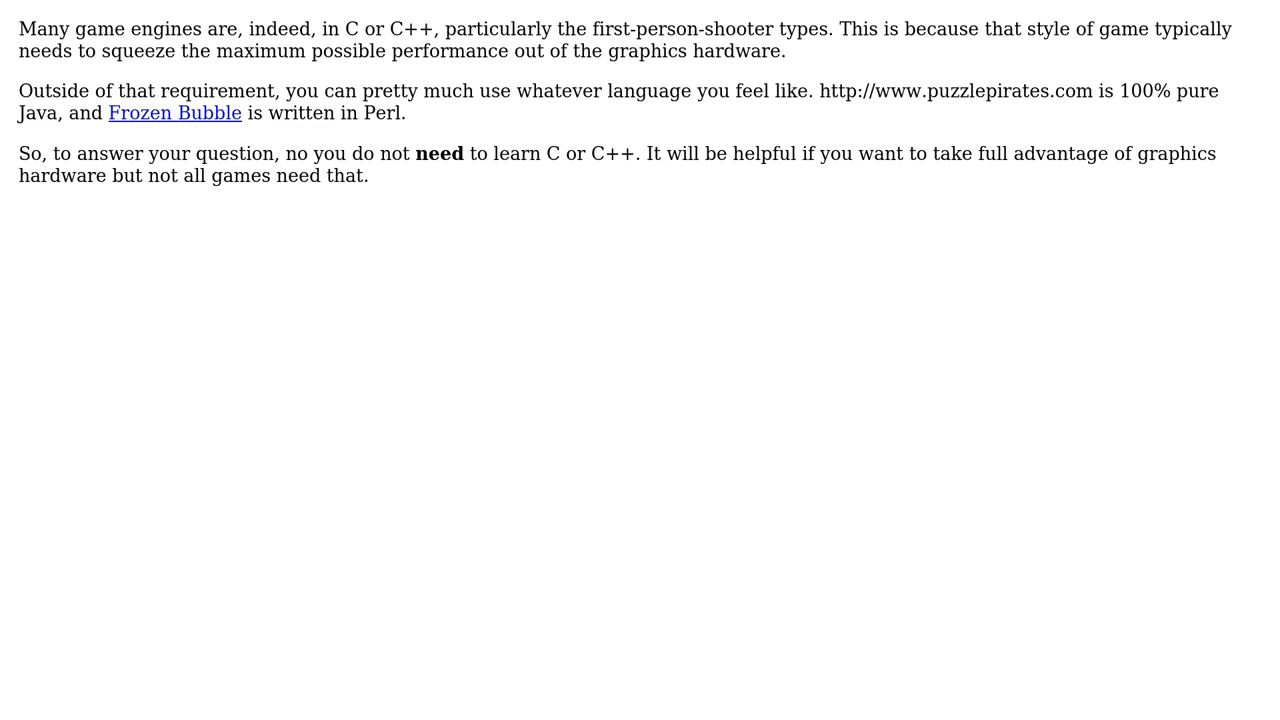 Many game engines are, indeed, in C or C++, particularly the first-person-shooter types. This is because that style of game typically
needs to squeeze the maximum possible performance out of the graphics hardware.
Outside of that requirement, you can pretty much use whatever language you feel like. http://www.puzzlepirates.com is 100% pure
Java, and Frozen Bubble is written in Perl.
So, to answer your question, no you do not need to learn C or C++. It will be helpful if you want to take full advantage of graphics
hardware but not all games need that.